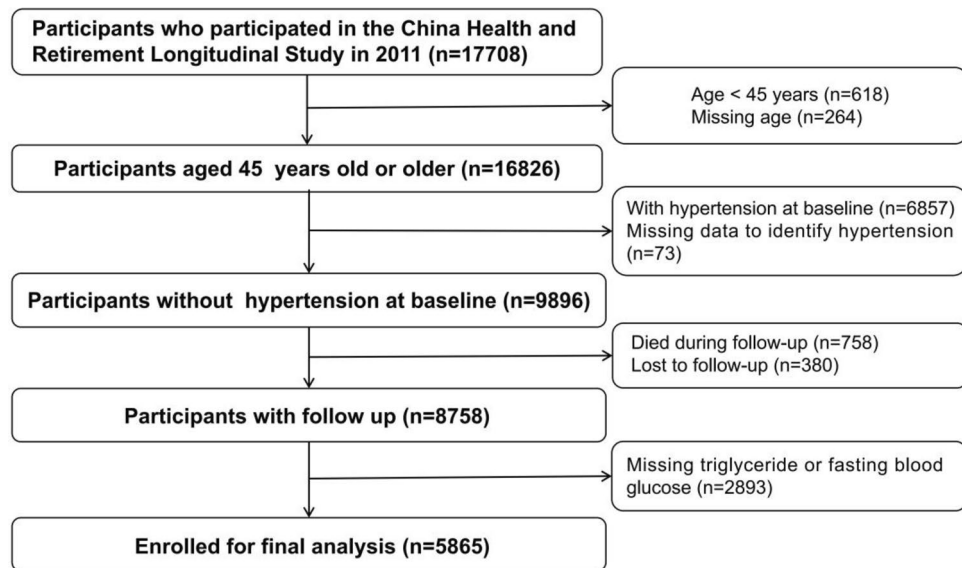 Participants who participated in the China Health and
Retirement Longitudinal Study in 2011 (n=17708)
Age < 45 years (n=618)
Missing age (n=264)
Participants aged 45 years old or older (n=16826)
With hypertension at baseline (n=6857)
Missing data to identify hypertension
(n=73)
Participants without hypertension at baseline (n=9896)
Died during follow-up (n=758)
Lost to follow-up (n=380)
Participants with follow up (n=8758)
Missing triglyceride or fasting blood
glucose (n=2893)
Enrolled for final analysis (n=5865)